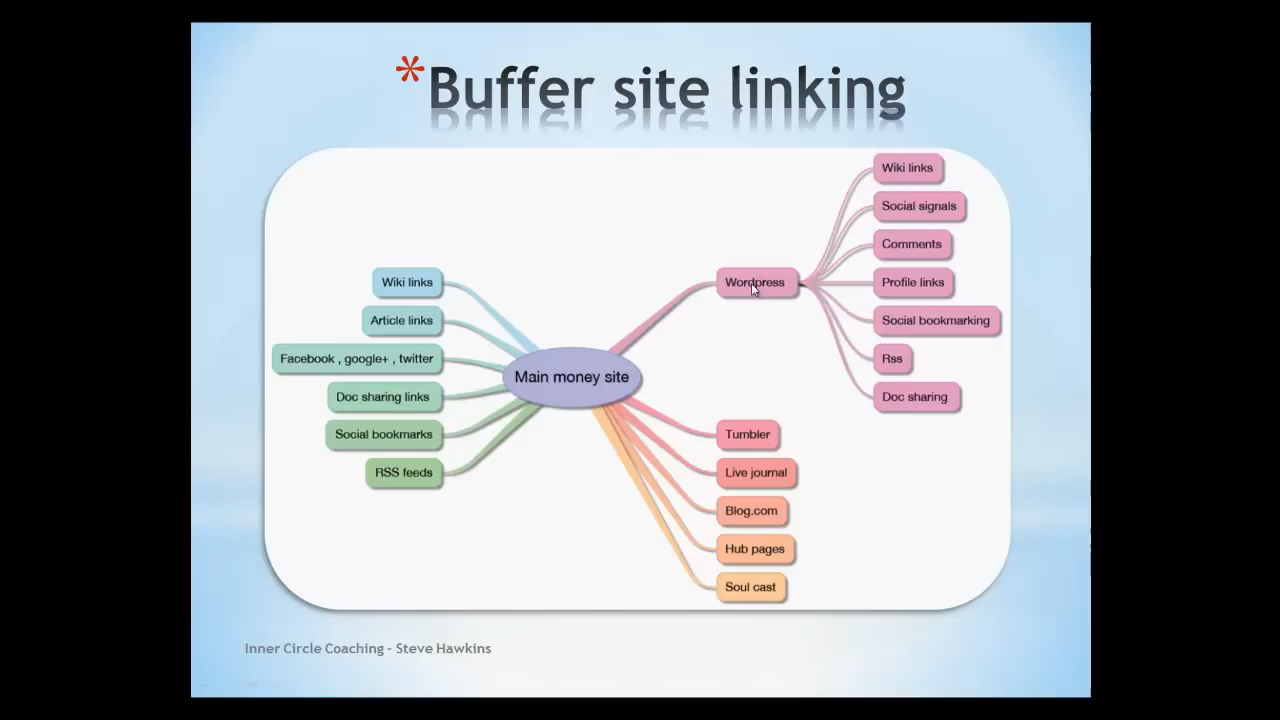 *Buffer site linking
Wiki links
Article links
Facebook , google+ , twitter
Doc sharing links
Social bookmarks
RSS feeds
Main money site
Wordpress
Wiki links
Social signals
Comments
Profile links
Social bookmarking
Rss
Doc sharing
Tumbler
Live journal
Blog.com
Hub pages
Soul cast
Inner Circle Coaching - Steve Hawkins